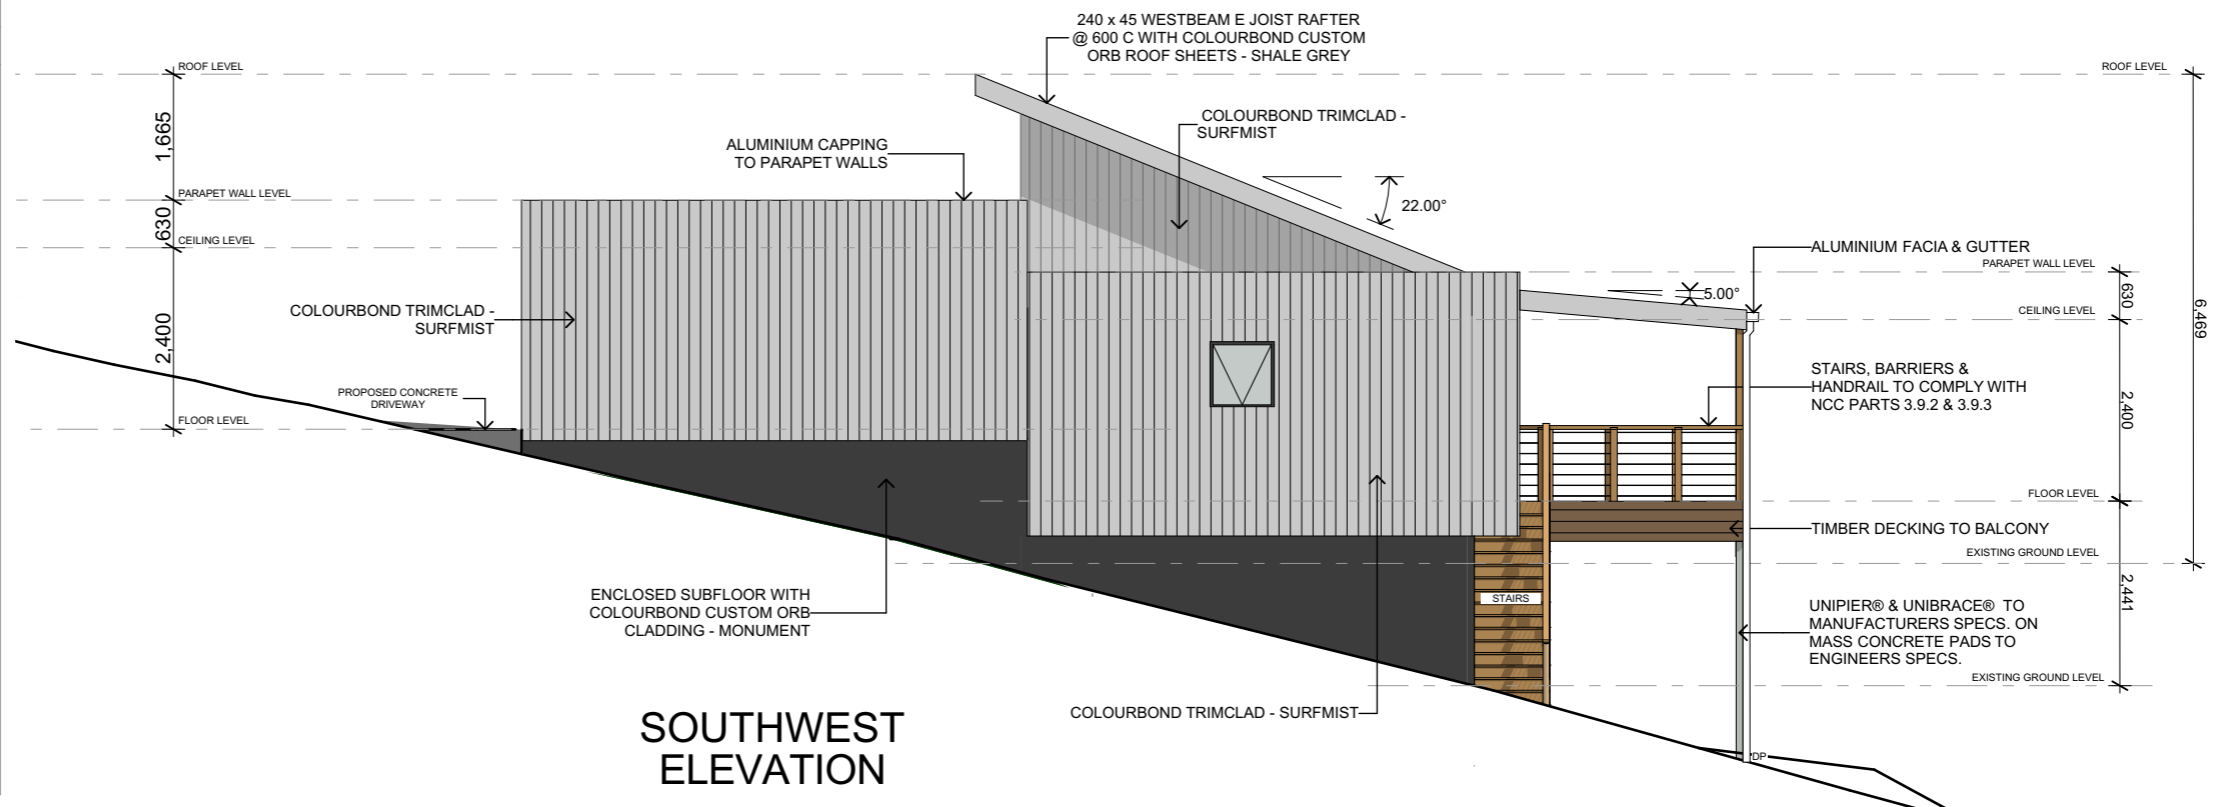 240 x 45 WESTBEAM E JOIST RAFTER
@ 600 C WITH COLOURBOND CUSTOM
ORB ROOF SHEETS - SHALE GREY
ROOF LEVEL
ROOF LEVEL
COLOURBOND TRIMCLAD -
SURFMIST
1,665
ALUMINIUM CAPPING
TO PARAPET WALLS
PARAPET WALL LEVEL
22.00°
630
CEILING LEVEL
ALUMINIUM FACIA & GUTTER
PARAPET WALL LEVEL
5.00°
630
CEILING LEVEL
6,469
COLOURBOND TRIMCLAD -
SURFMIST
2,400
STAIRS, BARRIERS &
HANDRAIL TO COMPLY WITH
NCC PARTS 3.9.2 & 3.9.3
PROPOSED CONCRETE
DRIVEWAY
FLOOR LEVEL
2,400
FLOOR LEVEL
TIMBER DECKING TO BALCONY
EXISTING GROUND LEVEL
2,441
ENCLOSED SUBFLOOR WITH
COLOURBOND CUSTOM ORB
CLADDING - MONUMENT
STAIRS
UNIPIER® & UNIBRACE® TO
MANUFACTURERS SPECS. ON
MASS CONCRETE PADS TO
ENGINEERS SPECS.
EXISTING GROUND LEVEL
COLOURBOND TRIMCLAD - SURFMIST
DP
SOUTHWEST
ELEVATION